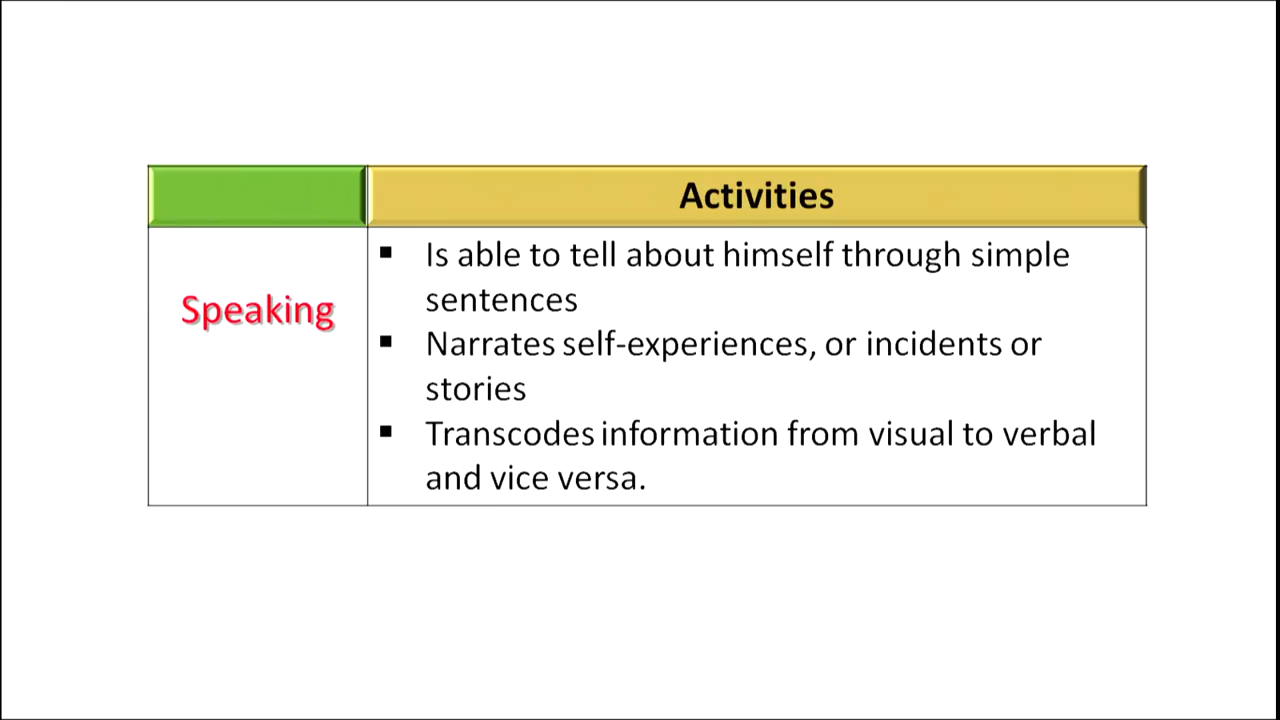 Activities
Speaking
▪ Is able to tell about himself through simple
sentences
▪ Narrates self-experiences, or incidents or
stories
▪ Transcodes information from visual to verbal
and vice versa.